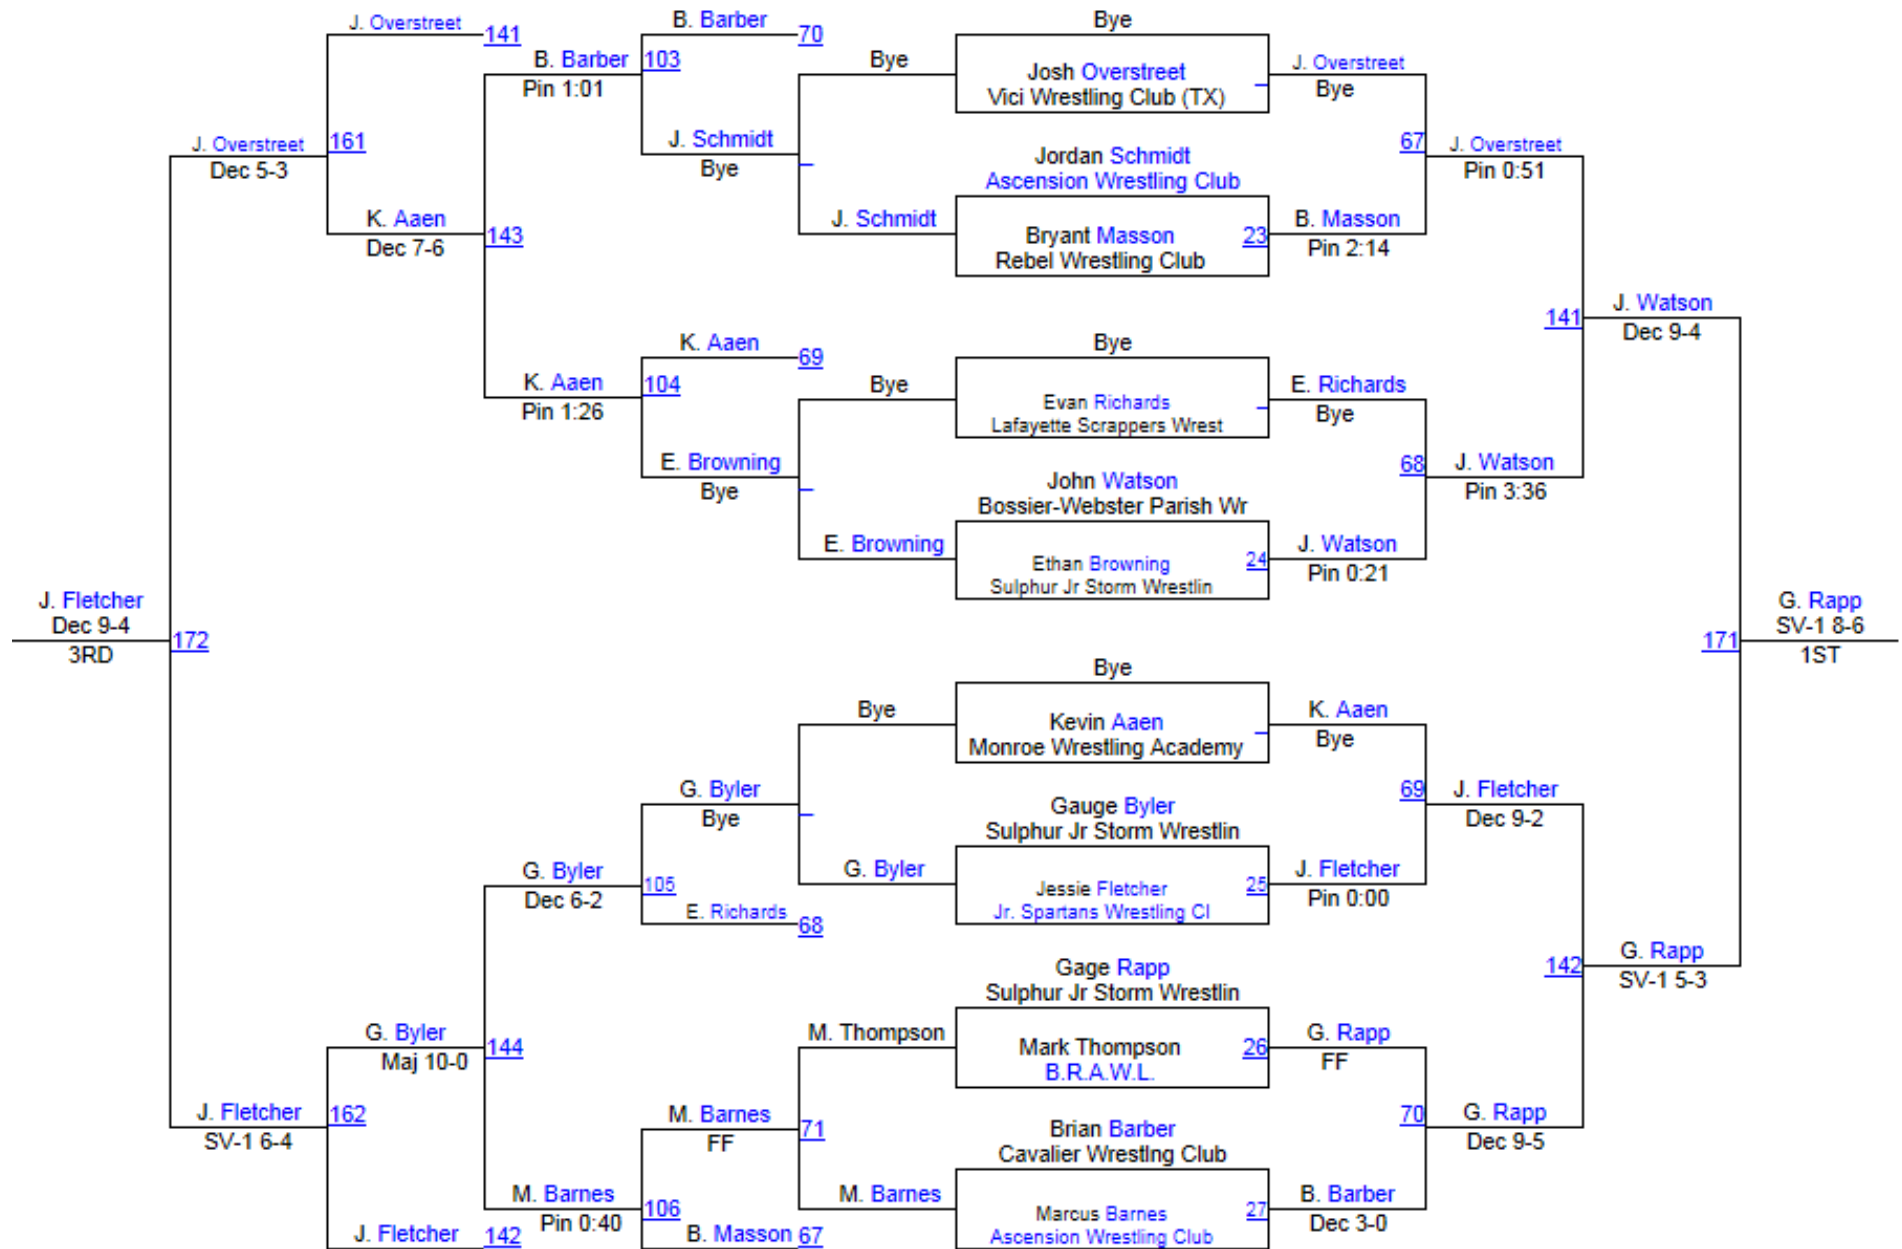 J. Overstreet
141
B. Barber
Pin 1:01
103
B. Barber
70
J. Schmidt
Bye
Bye
J. Schmidt
J. Overstreet
Dec 5-3
161
K. Aaen
Dec 7-6
143
K. Aaen
Pin 1:26
104
K. Aaen
69
E. Browning
Bye
Bye
E. Browning
J. Fletcher
Dec 9-4
3RD
172
G. Byler
Bye
Bye
G. Byler
G. Byler
Dec 6-2
105
E. Richards
68
G. Byler
Maj 10-0
144
J. Fletcher
SV-1 6-4
162
M. Thompson
M. Barnes
FF
71
M. Barnes
M. Barnes
Pin 0:40
106
B. Masson 67
J. Fletcher
142
Bye
Josh Overstreet
Vici Wrestling Club (TX)
Jordan Schmidt
Ascension Wrestling Club
Bryant Masson
Rebel Wrestling Club
23
Bye
Evan Richards
Lafayette Scrappers Wrest
John Watson
Bossier-Webster Parish Wr
Ethan Browning
Sulphur Jr Storm Wrestlin
24
Bye
Kevin Aaen
Monroe Wrestling Academy
Gauge Byler
Sulphur Jr Storm Wrestlin
Jessie Fletcher
Jr. Spartans Wrestling Cl
25
Gage Rapp
Sulphur Jr Storm Wrestlin
Mark Thompson
B.R.A.W.L.
26
Brian Barber
Cavalier Wrestlng Club
Marcus Barnes
Ascension Wrestling Club
27
J. Overstreet
Bye
67
J. Overstreet
Pin 0:51
B. Masson
Pin 2:14
141
J. Watson
Dec 9-4
E. Richards
Bye
68
J. Watson
Pin 3:36
J. Watson
Pin 0:21
171
G. Rapp
SV-1 8-6
1ST
K. Aaen
Bye
69
J. Fletcher
Dec 9-2
J. Fletcher
Pin 0:00
142
G. Rapp
SV-1 5-3
G. Rapp
FF
70
G. Rapp
Dec 9-5
B. Barber
Dec 3-0